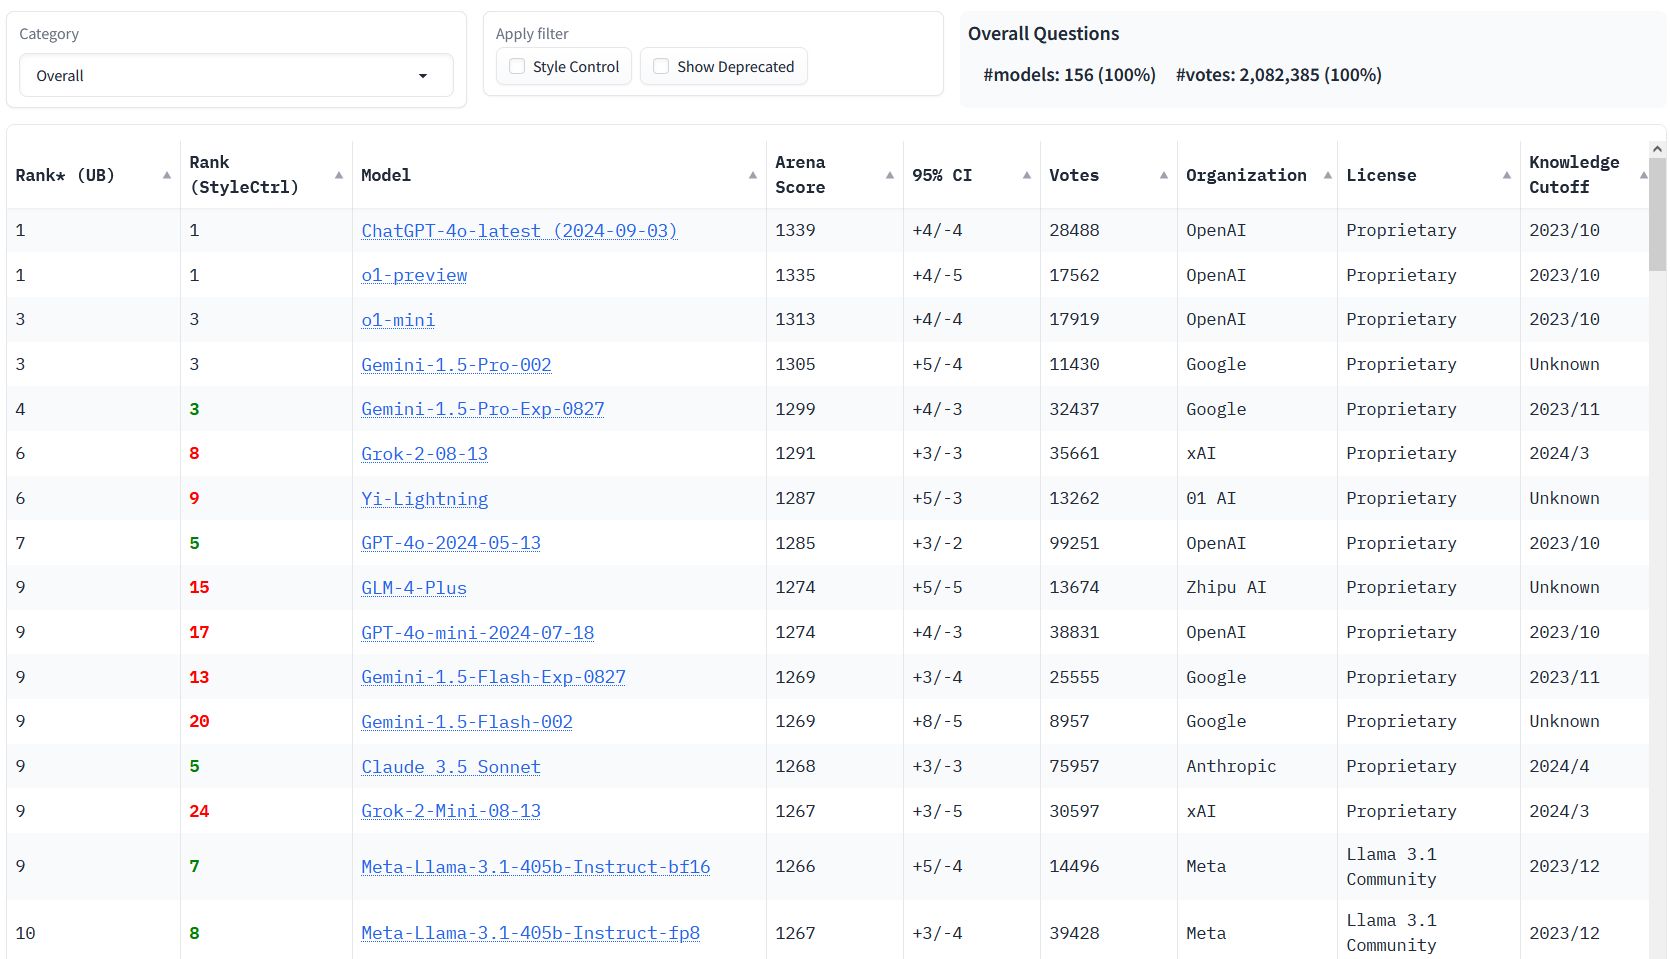 Category
Overall
Apply filter
Style Control Show Deprecated
Overall Questions
#models: 156 (100%) #votes: 2,082,385 (100%)
Rank* (UB) Rank (StyleCtrl) Model Arena Score 95% CI Votes Organization License Knowledge Cutoff
1 1 ChatGPT-4o-latest (2024-09-03) 1339 +4/-4 28488 OpenAI Proprietary 2023/10
1 1 o1-preview 1335 +4/-5 17562 OpenAI Proprietary 2023/10
3 3 o1-mini 1313 +4/-4 17919 OpenAI Proprietary 2023/10
3 3 Gemini-1.5-Pro-002 1305 +5/-4 11430 Google Proprietary Unknown
4 3 Gemini-1.5-Pro-Exp-0827 1299 +4/-3 32437 Google Proprietary 2023/11
6 8 Grok-2-08-13 1291 +3/-3 35661 xAI Proprietary 2024/3
6 9 Yi-Lightning 1287 +5/-3 13262 01 AI Proprietary Unknown
7 5 GPT-4o-2024-05-13 1285 +3/-2 99251 OpenAI Proprietary 2023/10
9 15 GLM-4-Plus 1274 +5/-5 13674 Zhipu AI Proprietary Unknown
9 17 GPT-4o-mini-2024-07-18 1274 +4/-3 38831 OpenAI Proprietary 2023/10
9 13 Gemini-1.5-Flash-Exp-0827 1269 +3/-4 25555 Google Proprietary 2023/11
9 20 Gemini-1.5-Flash-002 1269 +8/-5 8957 Google Proprietary Unknown
9 5 Claude 3.5 Sonnet 1268 +3/-3 75957 Anthropic Proprietary 2024/4
9 24 Grok-2-Mini-08-13 1267 +3/-5 30597 xAI Proprietary 2024/3
9 7 Meta-Llama-3.1-405b-Instruct-bf16 1266 +5/-4 14496 Meta Llama 3.1 Community 2023/12
10 8 Meta-Llama-3.1-405b-Instruct-fp8 1267 +3/-4 39428 Meta Llama 3.1 Community 2023/12